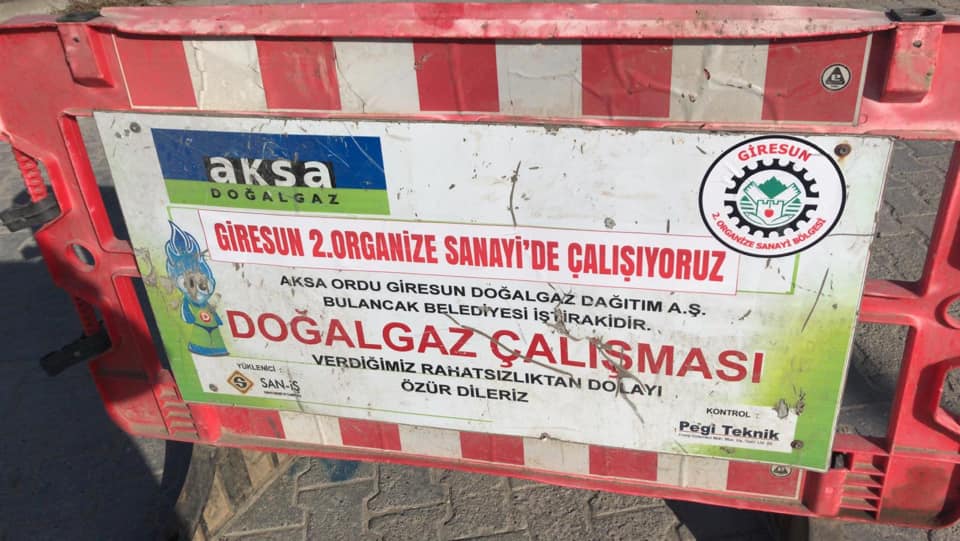 aksa
DOĞALGAZ
GİRESUN
2. ORGANİZE SANAYİ BÖLGESİ
GİRESUN 2.ORGANİZE SANAYİ'DE ÇALIŞIYORUZ
AKSA ORDU GİRESUN DOĞALGAZ DAĞITIM A.Ş.
BULANCAK BELEDİYESİ İŞTİRAKİDİR.
DOĞALGAZ ÇALIŞMASI
VERDİĞİMİZ RAHATSIZLIKTAN DOLAYI
ÖZÜR DİLERİZ
YÜKLENİCİ :
SAN-iŞ
KONTROL :
Pegi Teknik